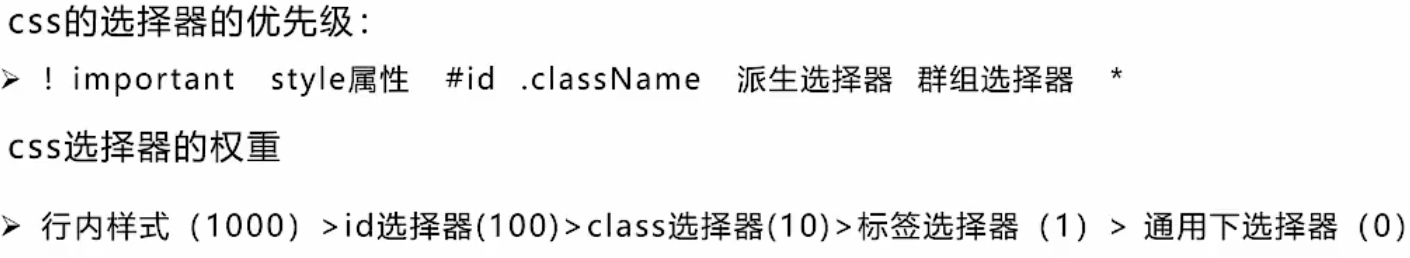 css的选择器的优先级：
➢ ！important style属性 #id .className 派生选择器 群组选择器 *
css选择器的权重
➢ 行内样式（1000）>id选择器(100)>class选择器(10)>标签选择器（1）> 通用下选择器（0）